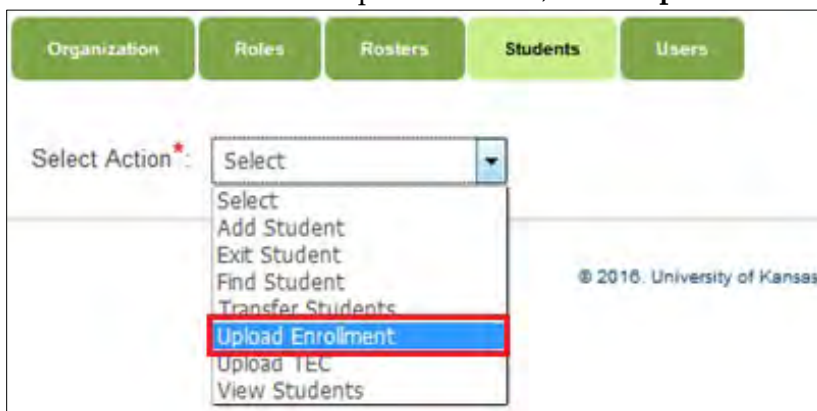 Organization Roles Rosters Students Users
Select Action*: Select
Select
Add Student
Exit Student
Find Student
© 2016. University of Kansas
Transfer Students
Upload Enrollment
Upload TEC
View Students